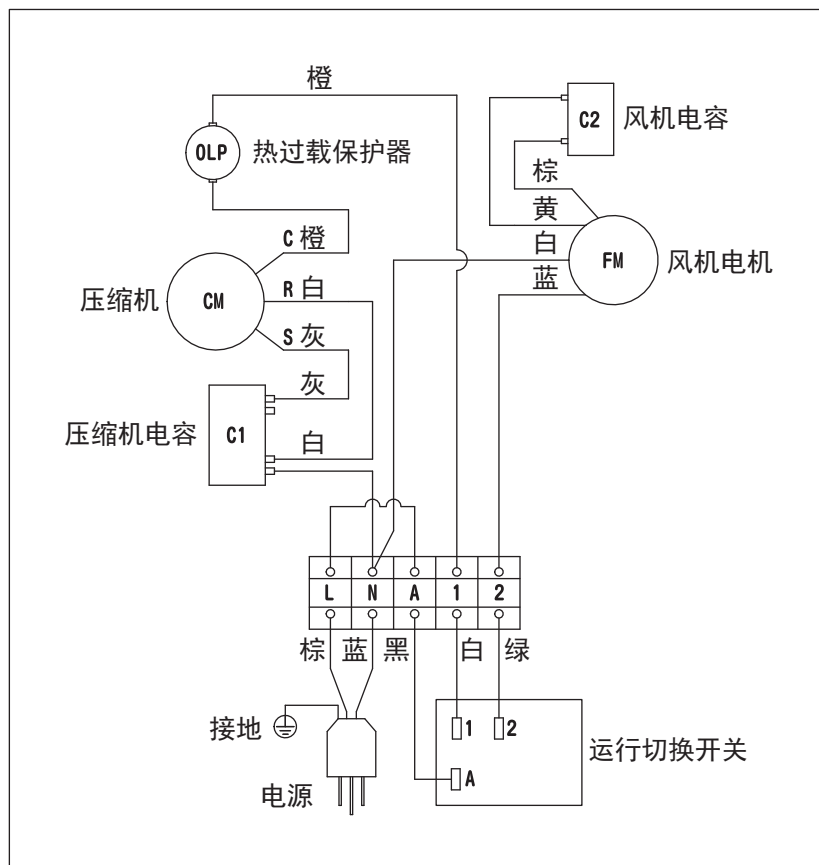 橙
C2 风机电容
OLP 热过载保护器
棕
黄
C 橙
白
FM 风机电机
蓝
压缩机 CM
R 白
S 灰
灰
压缩机电容 C1
白
L N A 1 2
棕 蓝 黑 白 绿
接地
1 2
运行切换开关
A
电源